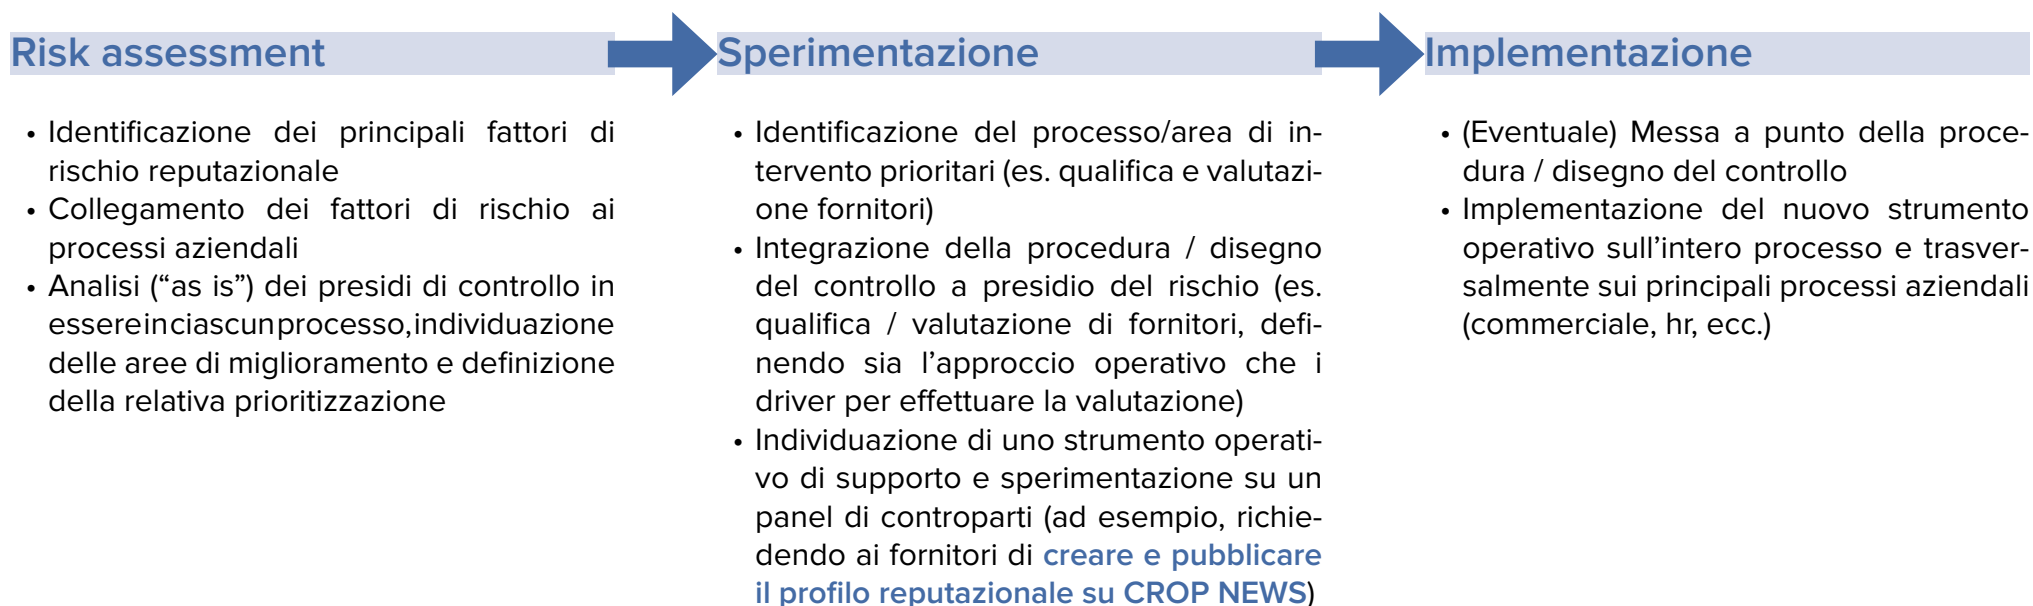 Risk assessment
• Identificazione dei principali fattori di
rischio reputazionale
• Collegamento dei fattori di rischio ai
processi aziendali
• Analisi (“as is”) dei presidi di controllo in
essere in ciascun processo, individuazione
delle aree di miglioramento e definizione
della relativa prioritizzazione
Sperimentazione
• Identificazione del processo/area di in-
tervento prioritari (es. qualifica e valutazi-
one fornitori)
• Integrazione della procedura / disegno
del controllo a presidio del rischio (es.
qualifica / valutazione di fornitori, defi-
nendo sia l’approccio operativo che i
driver per effettuare la valutazione)
• Individuazione di uno strumento operati-
vo di supporto e sperimentazione su un
panel di controparti (ad esempio, richie-
dendo ai fornitori di creare e pubblicare
il profilo reputazionale su CROP NEWS)
Implementazione
• (Eventuale) Messa a punto della proce-
dura / disegno del controllo
• Implementazione del nuovo strumento
operativo sull’intero processo e trasver-
salmente sui principali processi aziendali
(commerciale, hr, ecc.)